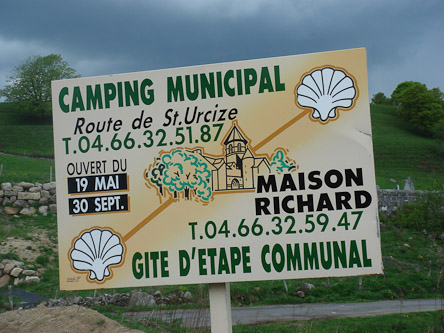 CAMPING MUNICIPAL
Route de St.Urcize
T.04.66.32.51.87
OUVERT DU
19 MAI
30 SEPT.
MAISON
RICHARD
T.04.66.32.59.47
GITE D'ETAPE COMMUNAL